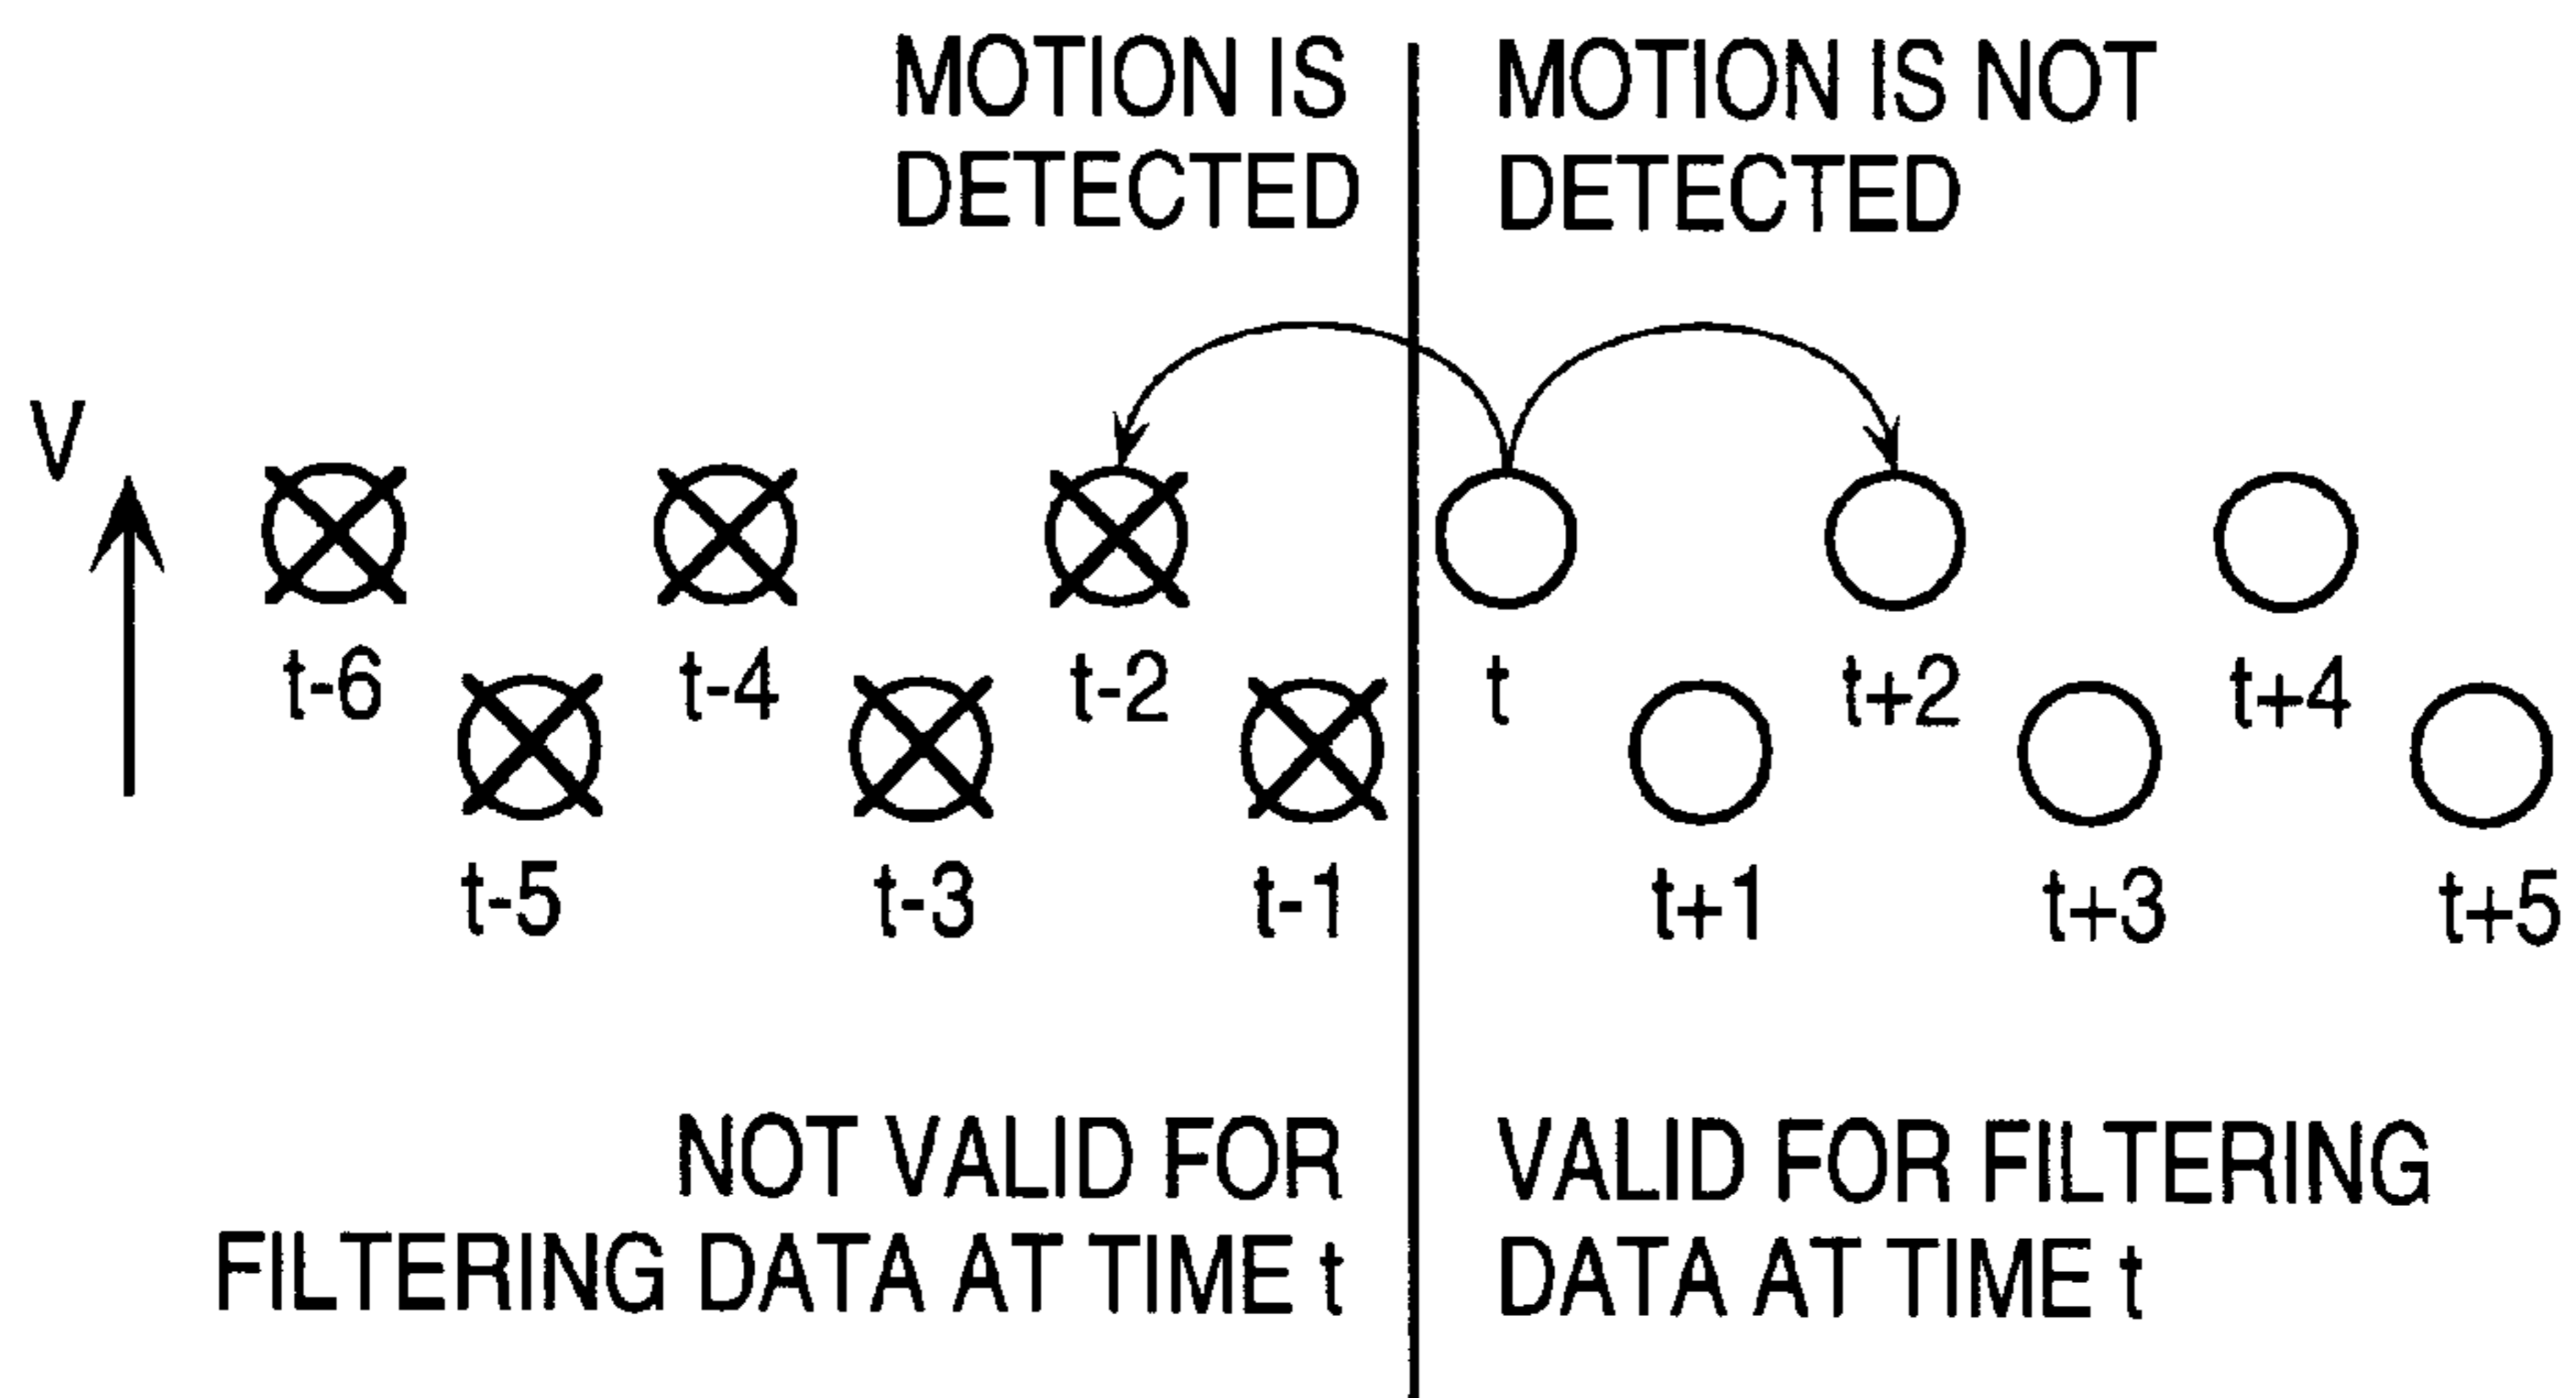 MOTION IS
DETECTED
MOTION IS NOT
DETECTED
V
t-6
t-4
t-2
t
t+2
t+4
t-5
t-3
t-1
t+1
t+3
t+5
NOT VALID FOR
FILTERING DATA AT TIME t
VALID FOR FILTERING
DATA AT TIME t